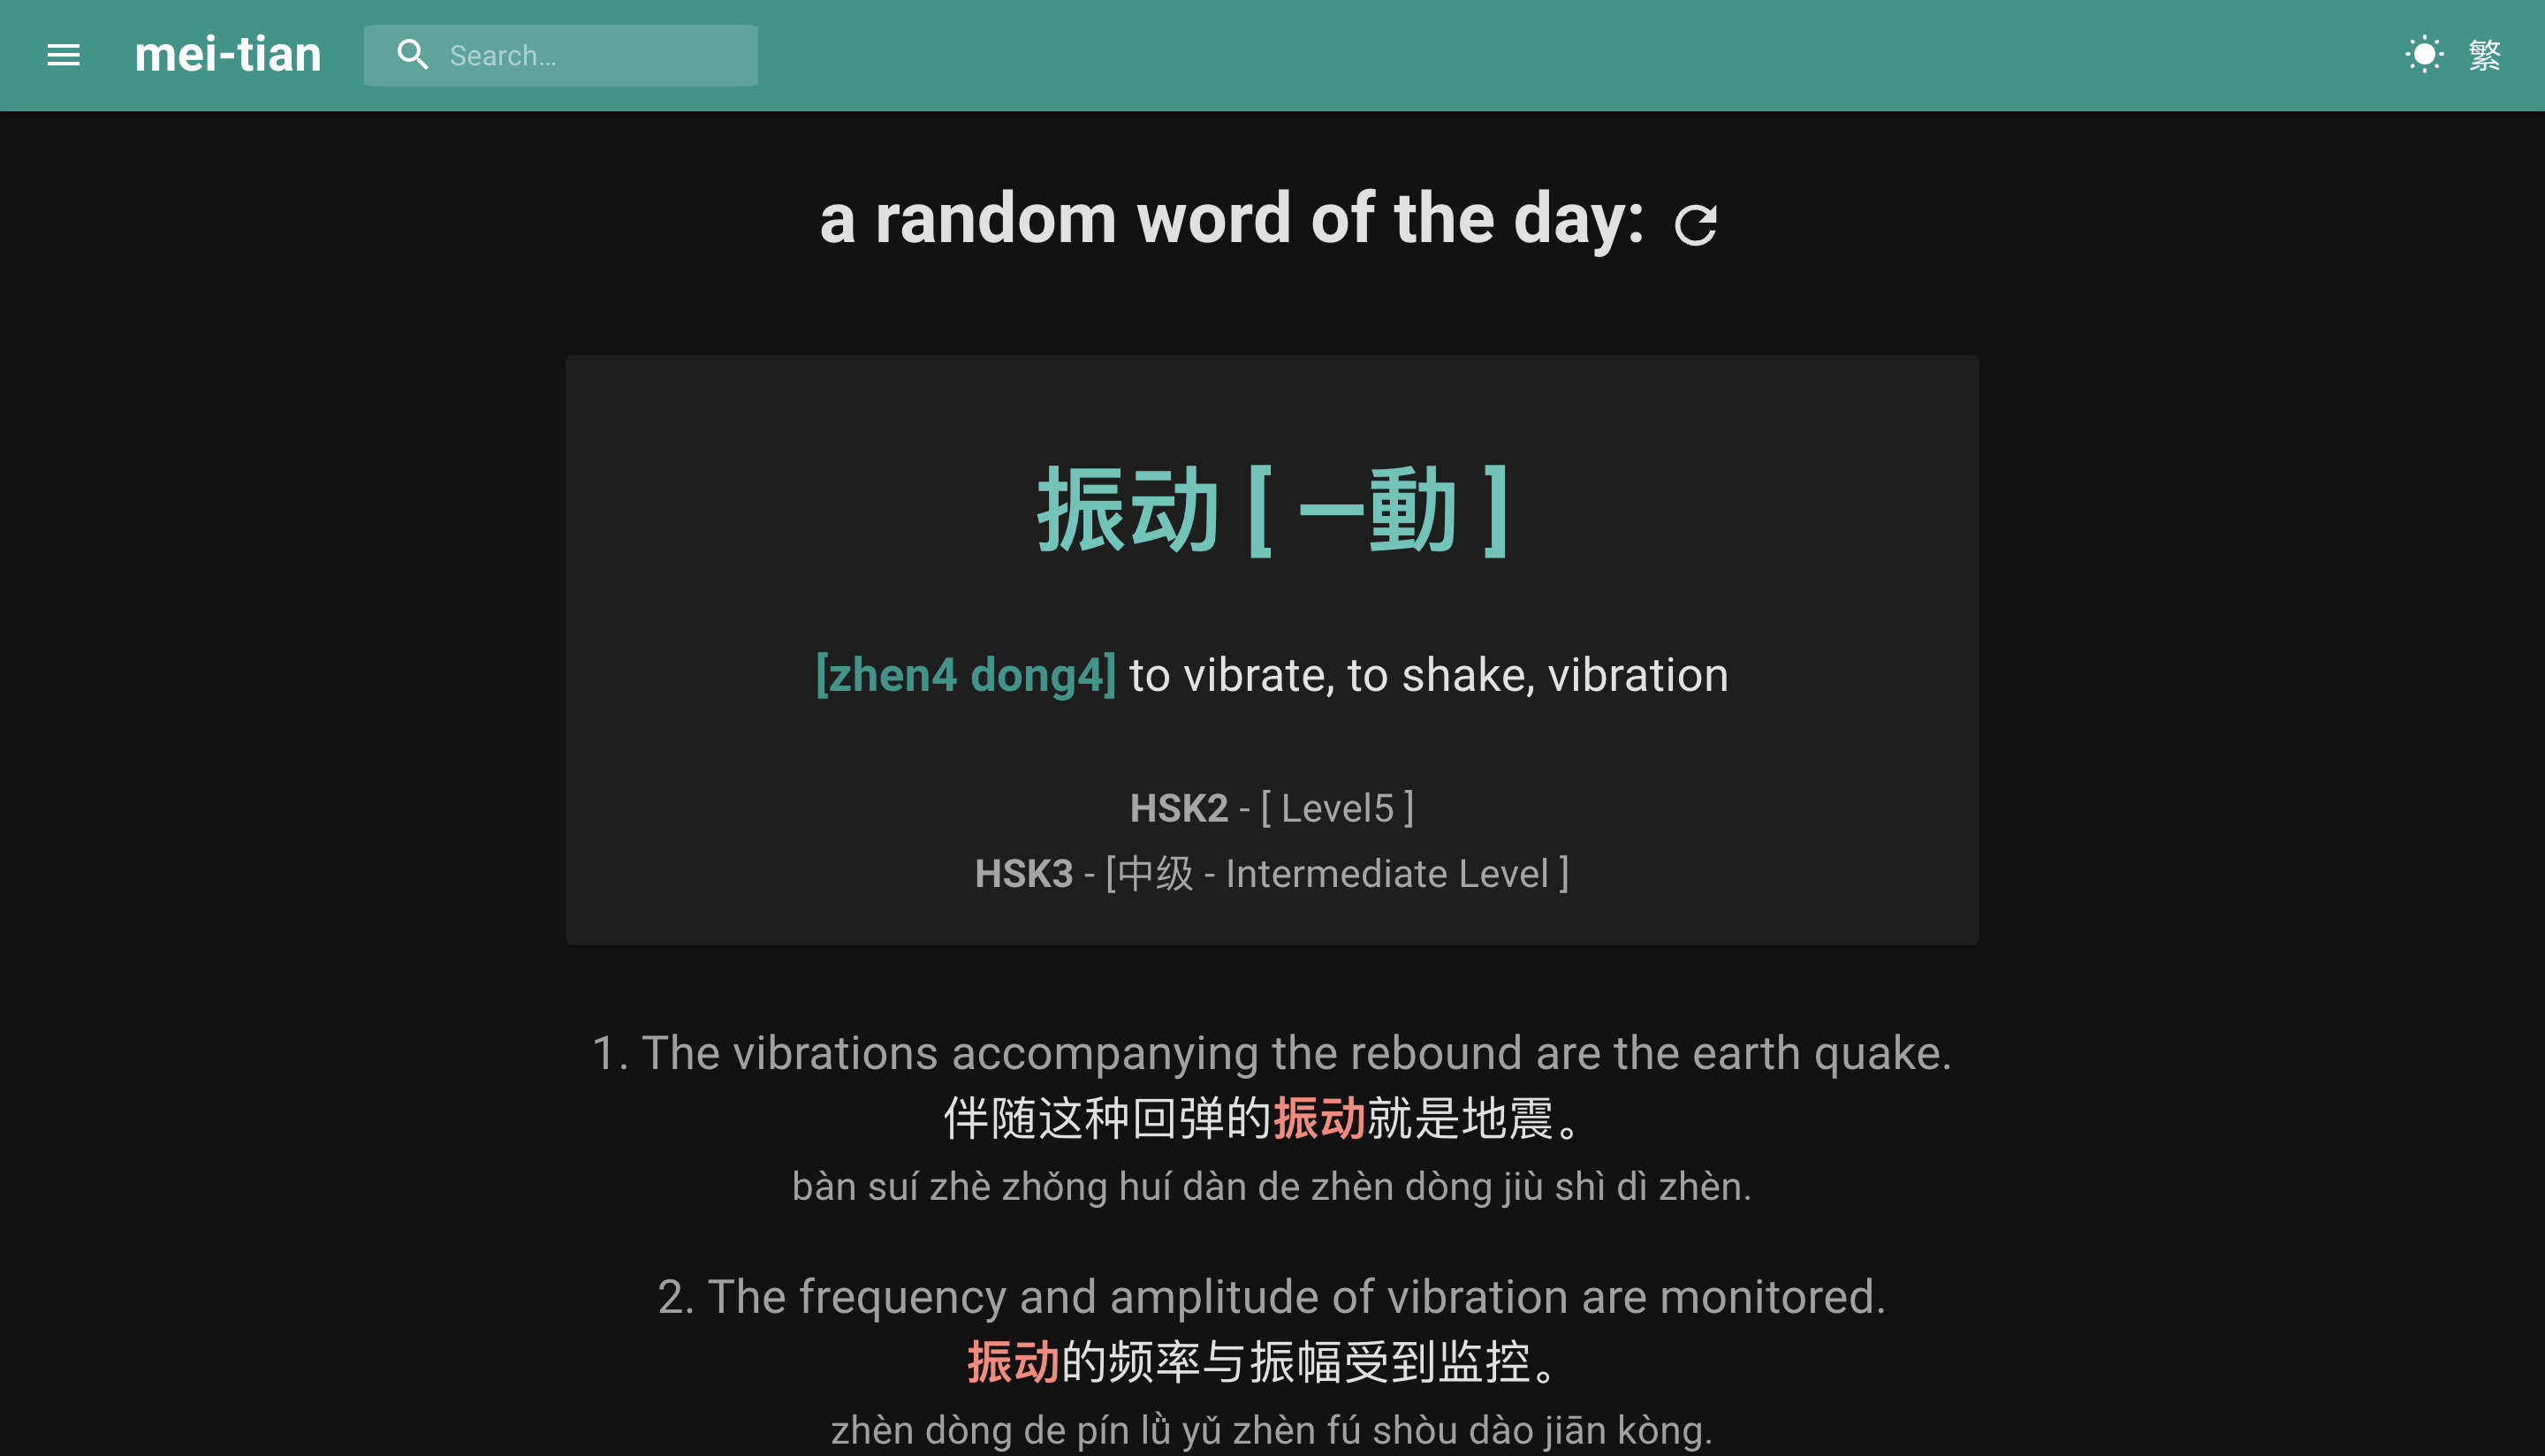 mei-tian
Search…
繁
a random word of the day:
振动 [ —動 ]
[zhen4 dong4] to vibrate, to shake, vibration
HSK2 - [ Level5 ]
HSK3 - [中级 - Intermediate Level ]
1. The vibrations accompanying the rebound are the earth quake.
伴随这种回弹的振动就是地震。
bàn suí zhè zhǒng huí dàn de zhèn dòng jiù shì dì zhèn.
2. The frequency and amplitude of vibration are monitored.
振动的频率与振幅受到监控。
zhèn dòng de pín lǜ yǔ zhèn fú shòu dào jiān kòng.